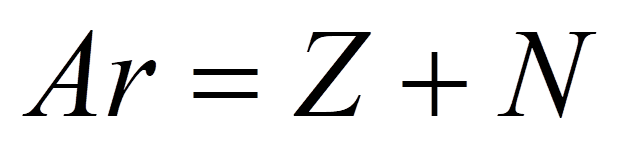 Ar = Z + N